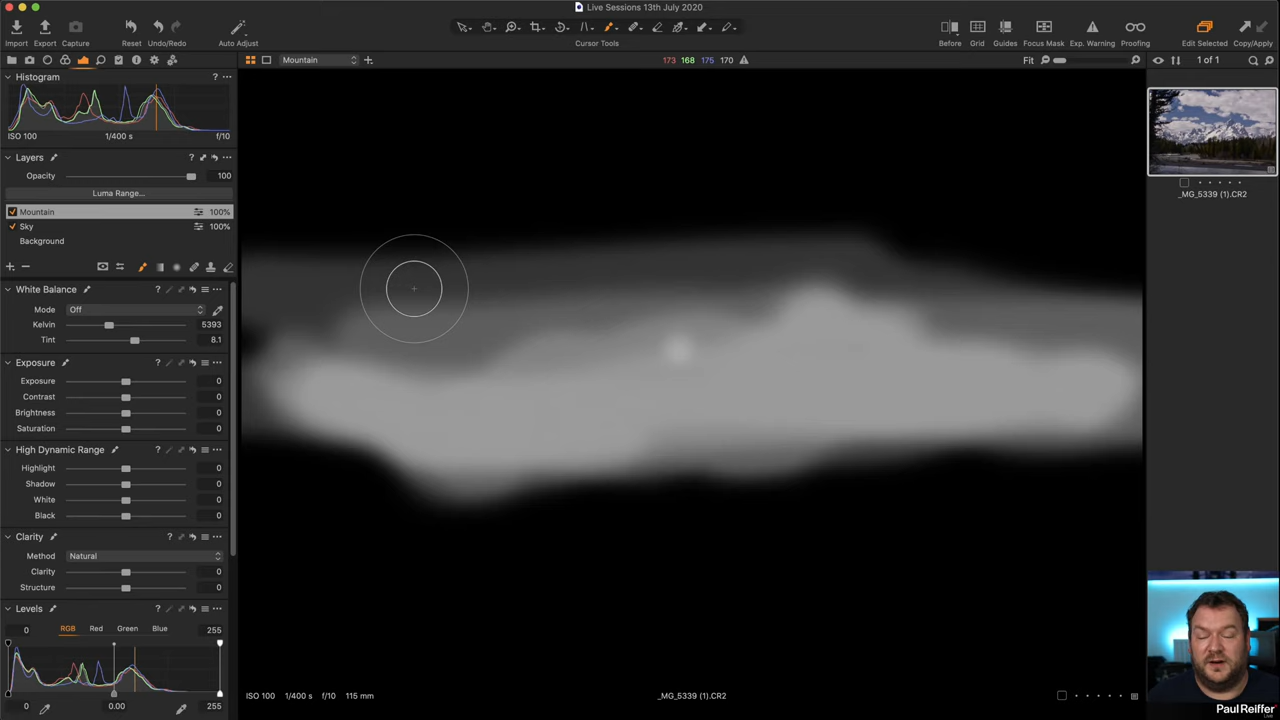 Live Sessions 13th July 2020
Import
Export
Capture
Reset
Undo/Redo
Auto Adjust
Cursor Tools
Before
Grid
Guides
Focus Mask
Exp. Warning
Proofing
Edit Selected
Copy/Apply
Mountain
173 168 175 170
Fit
1 of 1
Histogram
? ...
ISO 100
1/400 s
f/10
Layers
? ...
Opacity
100
Luma Range...
Mountain
100%
Sky
100%
Background
White Balance
? ...
Mode
Off
Kelvin
5393
Tint
8.1
Exposure
? ...
Exposure
0
Contrast
0
Brightness
0
Saturation
0
High Dynamic Range
? ...
Highlight
0
Shadow
0
White
0
Black
0
Clarity
? ...
Method
Natural
Clarity
0
Structure
0
Levels
? ...
0
RGB
Red
Green
Blue
255
0
0.00
255
ISO 100
1/400 s
f/10
115 mm
_MG_5339 (1).CR2
_MG_5339 (1).CR2
PaulReiffer
Live